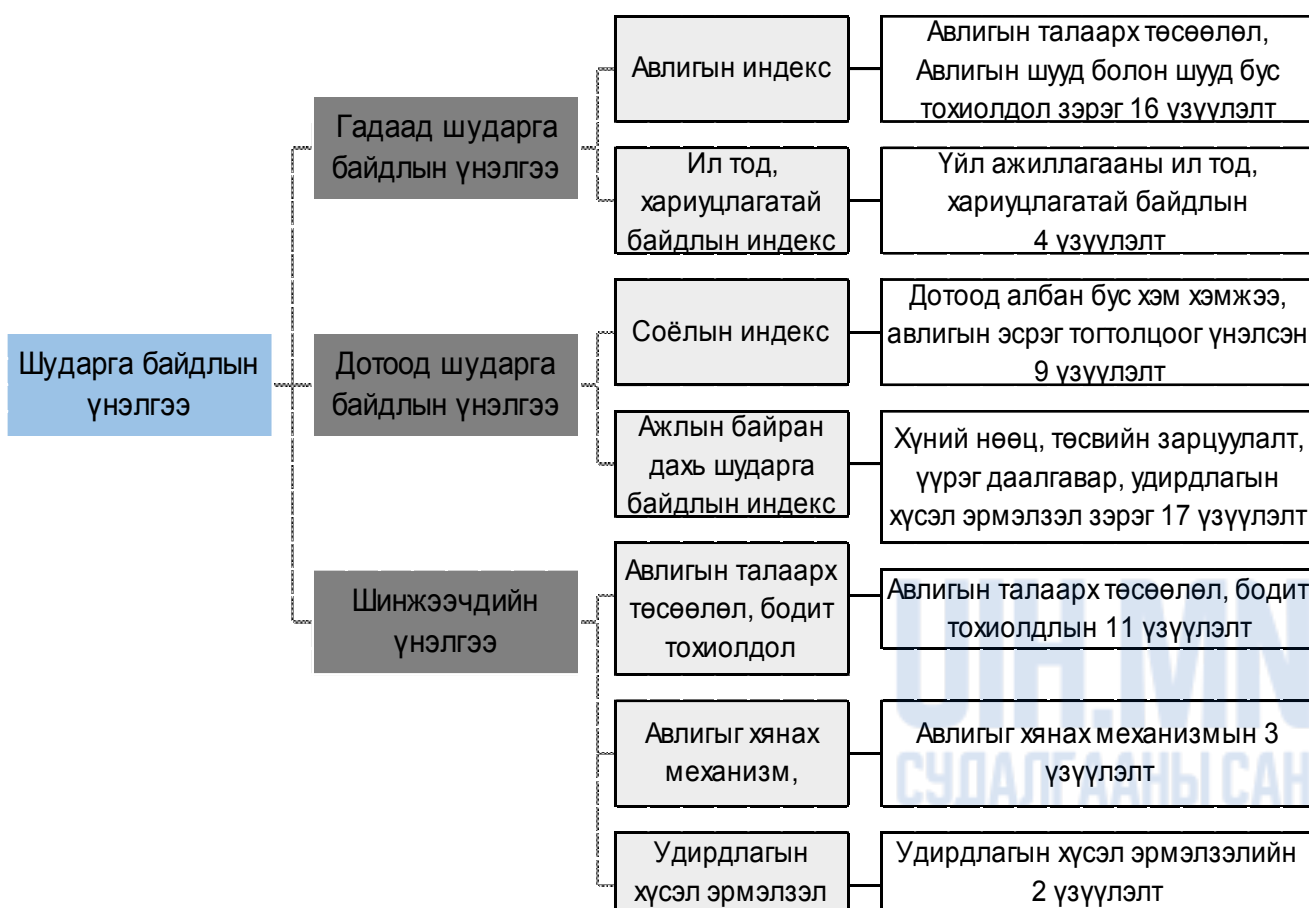 Шударга байдлын
үнэлгээ
Гадаад шударга
байдлын үнэлгээ
Авлигын индекс
Авлигын талаарх төсөөлөл,
Авлигын шууд болон шууд бус
тохиолдол зэрэг 16 үзүүлэлт
Ил тод,
хариуцлагатай
байдлын индекс
Үйл ажиллагааны ил тод,
хариуцлагатай байдлын
4 үзүүлэлт
Дотоод шударга
байдлын үнэлгээ
Соёлын индекс
Дотоод албан бус хэм хэмжээ,
авлигын эсрэг тогтолцоог үнэлсэн
9 үзүүлэлт
Ажлын байран
дахь шударга
байдлын индекс
Хүний нөөц, төсвийн зарцуулалт,
үүрэг даалгавар, удирдлагын
хүсэл эрмэлзэл зэрэг 17 үзүүлэлт
Шинжээчдийн
үнэлгээ
Авлигын талаарх
төсөөлөл, бодит
тохиолдол
Авлигын талаарх төсөөлөл, бодит
тохиолдлын 11 үзүүлэлт
Авлигыг хянах
механизм,
Авлигыг хянах механизмын 3
үзүүлэлт
Удирдлагын
хүсэл эрмэлзэл
Удирдлагын хүсэл эрмэлзэлийн
2 үзүүлэлт
UIH.MN
СУДАЛГААНЫ САН